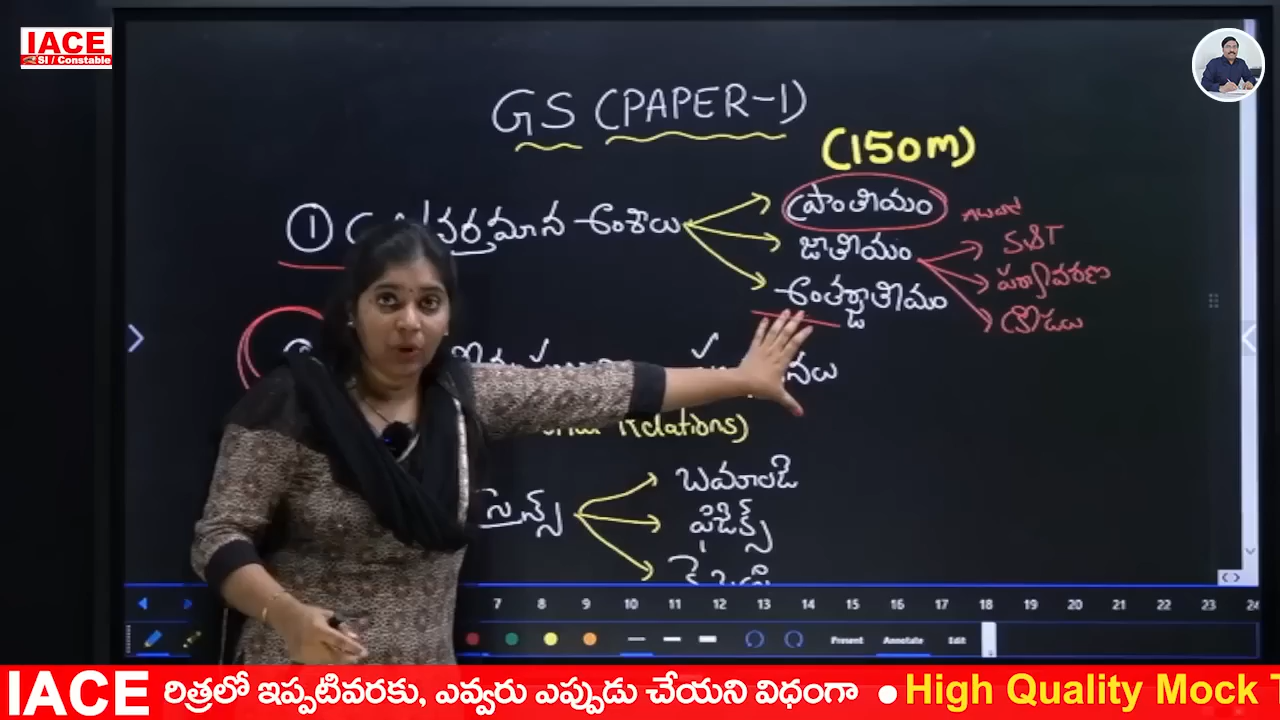 IACE
SI / Constable
GS (PAPER-1)
(150m)
① వర్తమాన అంశాలు
ప్రాంతీయం
జాతీయం
అంతర్జాతీయం
Award
S&T
పర్యావరణ
Relations)
సైన్స్
బయాలజీ
ఫిజిక్స్
7 8 9 10 11 12 13 14 15 16 17 18 19 20 21 22 23 24
Present Annotate Edit
IACE రిత్రలో ఇప్పటివరకు, ఎవ్వరు ఎప్పుడు చేయని విధంగా ● High Quality Mock T